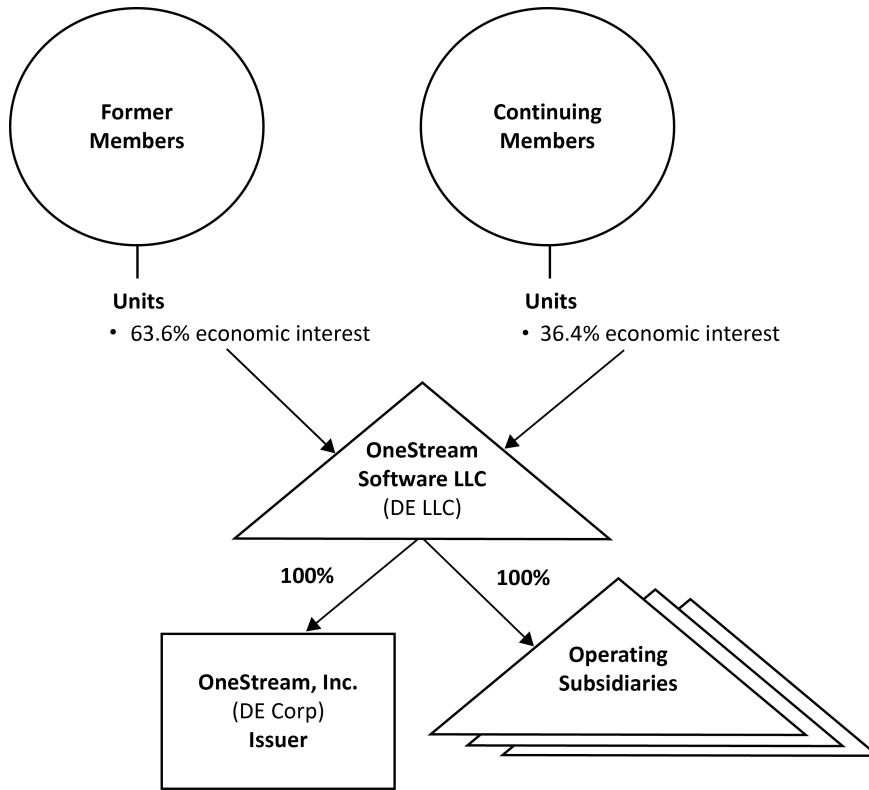 Former
Members
Continuing
Members
Units
• 63.6% economic interest
Units
• 36.4% economic interest
OneStream
Software LLC
(DE LLC)
100%
100%
OneStream, Inc.
(DE Corp)
Issuer
Operating
Subsidiaries